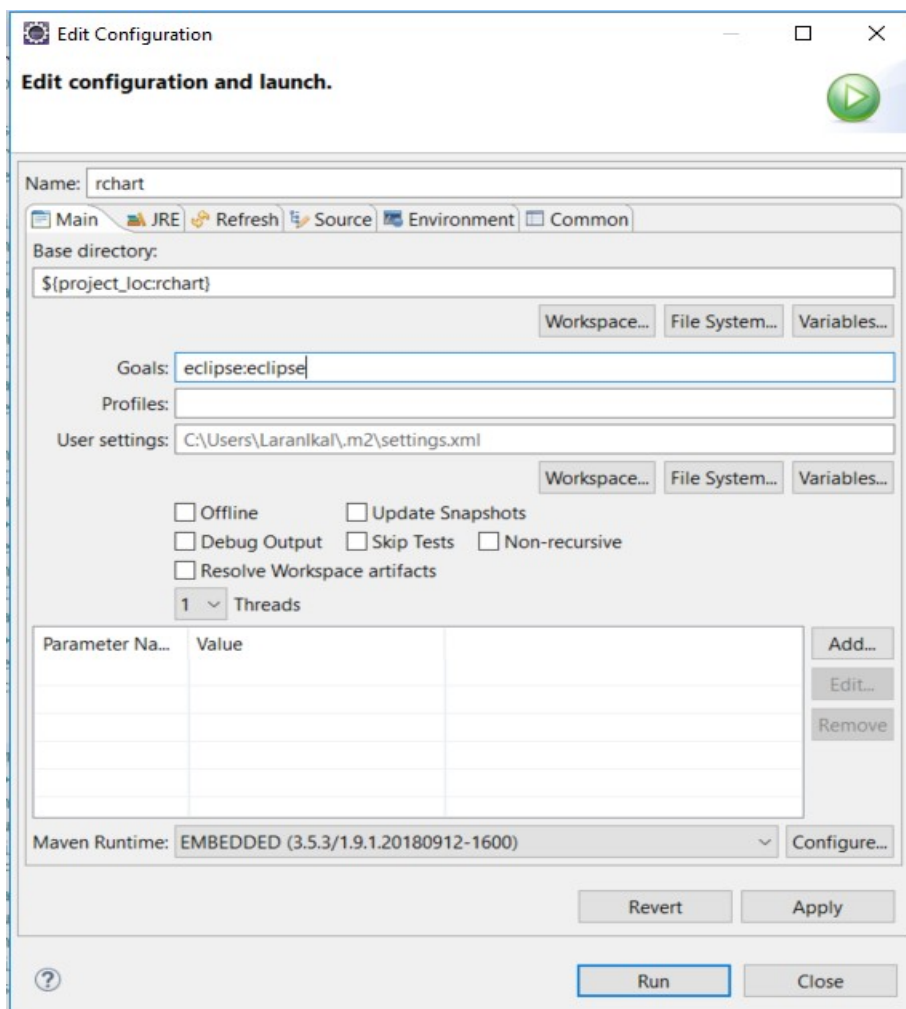 Edit Configuration
Edit configuration and launch.
Name: rchart
Main JRE Refresh Source Environment Common
Base directory:
${project_loc:rchart}
Workspace... File System... Variables...
Goals: eclipse:eclipse
Profiles:
User settings: C:\Users\LaranIkal\.m2\settings.xml
Workspace... File System... Variables...
Offline Update Snapshots
Debug Output Skip Tests Non-recursive
Resolve Workspace artifacts
1 Threads
Parameter Na... Value Add...
Edit...
Remove
Maven Runtime: EMBEDDED (3.5.3/1.9.1.20180912-1600) Configure...
Revert Apply
? Run Close